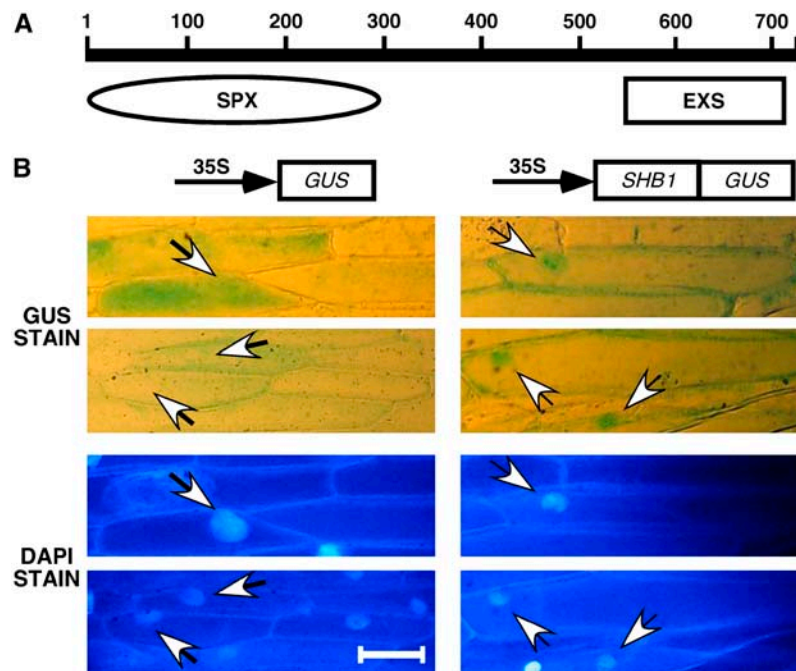 A
1 100 200 300 400 500 600 700
SPX EXS
B
35S GUS 35S SHB1 GUS
GUS
STAIN
DAPI
STAIN